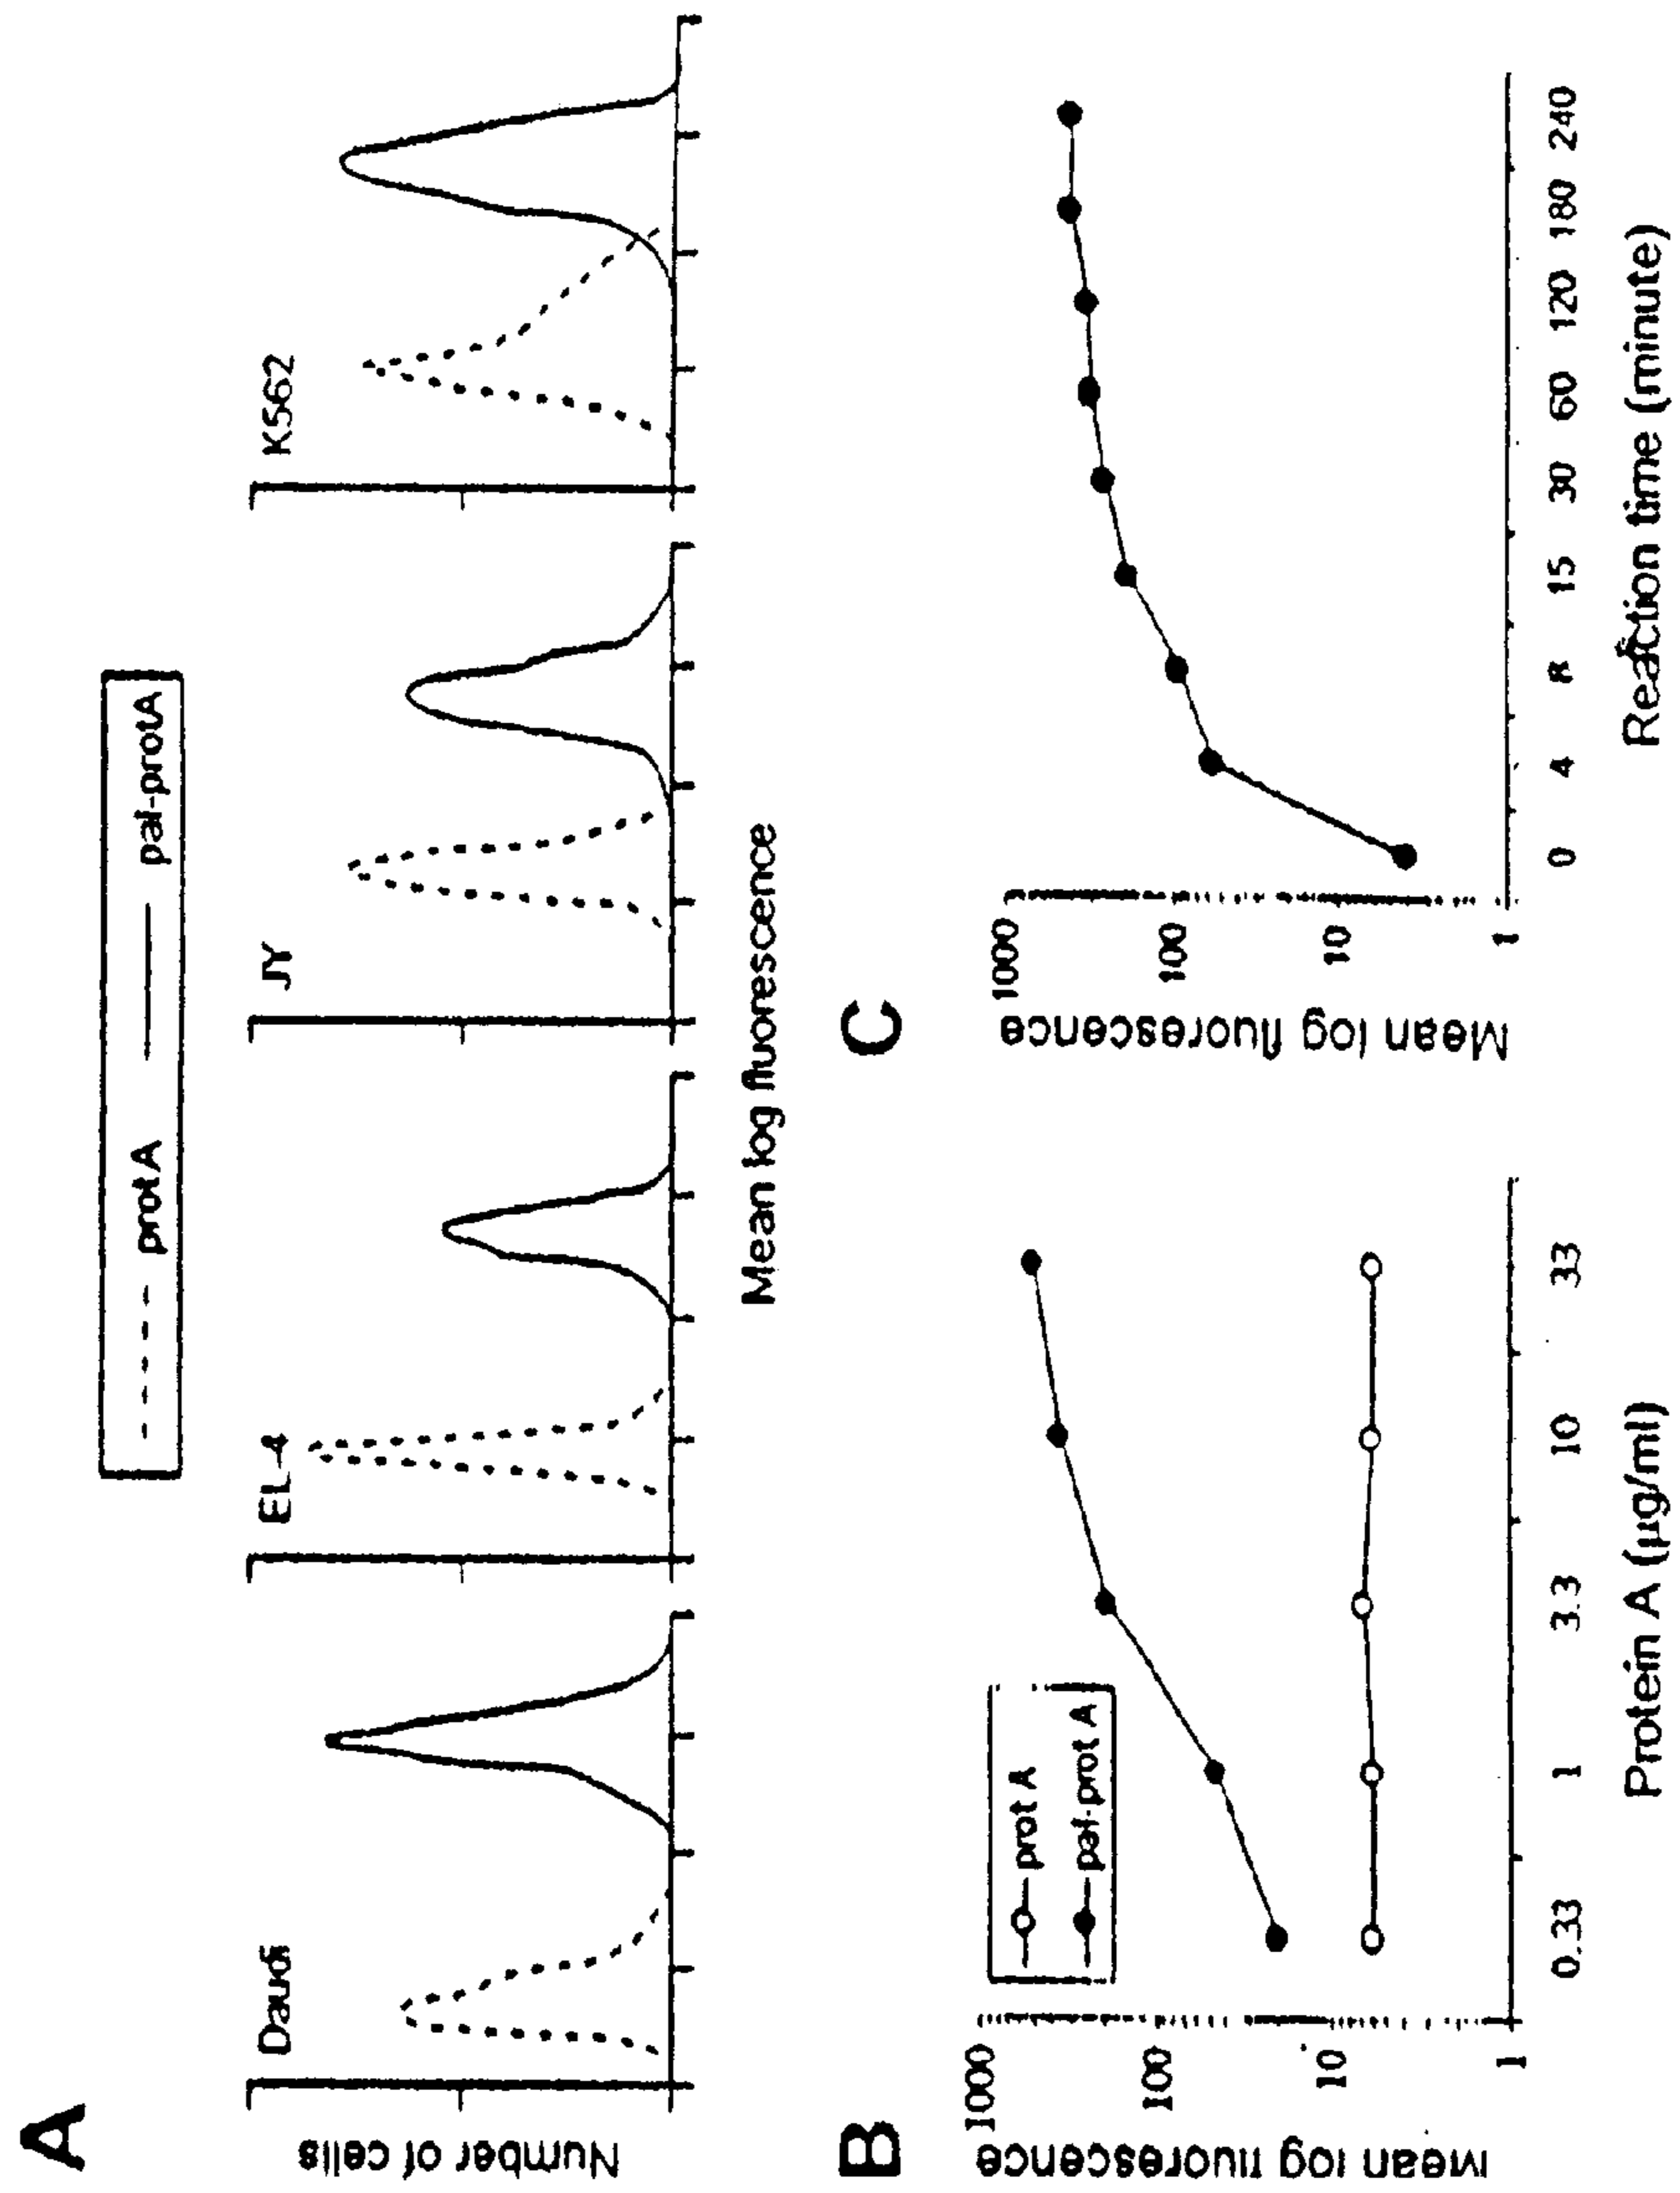 A
prot A pal-protA
Daudi EL-4 JY K562
Number of cells
Mean log fluorescence
B
Mean log fluorescence
1000
100
10
1
prot A
pal-prot A
0.33 1 3.3 10 33
Protein A (µg/ml)
C
Mean log fluorescence
1000
100
10
1
0 4 8 15 30 60 120 180 240
Reaction time (minute)